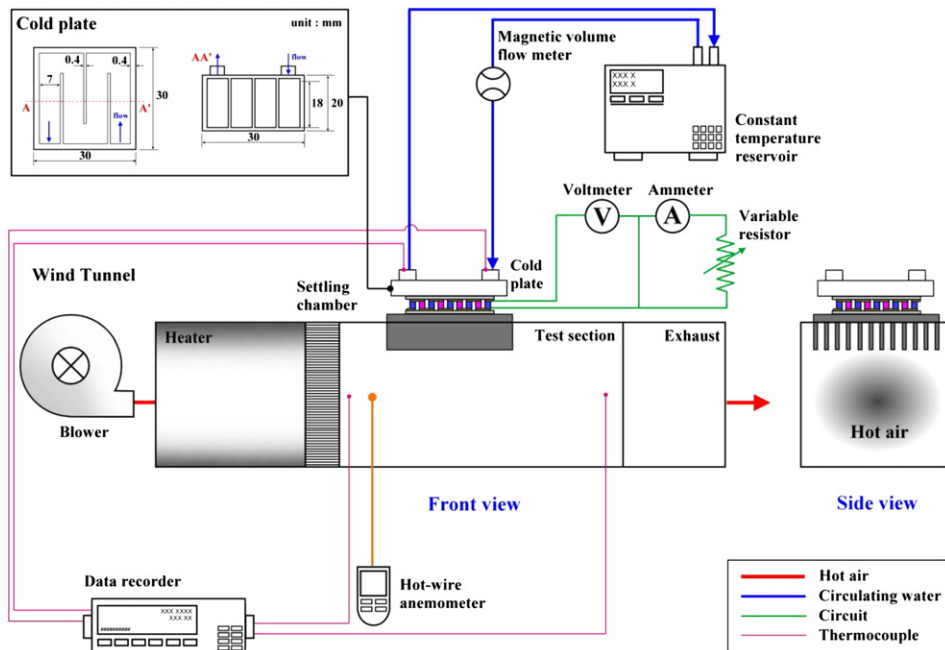 Cold plate
unit : mm
0.4
0.4
7
A
A'
flow
30
30
AA'
flow
18
20
30
Magnetic volume
flow meter
XXX X
XXX X
Constant
temperature
reservoir
Voltmeter
Ammeter
V
A
Variable
resistor
Wind Tunnel
Settling
chamber
Cold
plate
Heater
Test section
Exhaust
Blower
Hot air
Front view
Side view
Data recorder
XXX XXXX
XXX XX
##########
Hot-wire
anemometer
Hot air
Circulating water
Circuit
Thermocouple